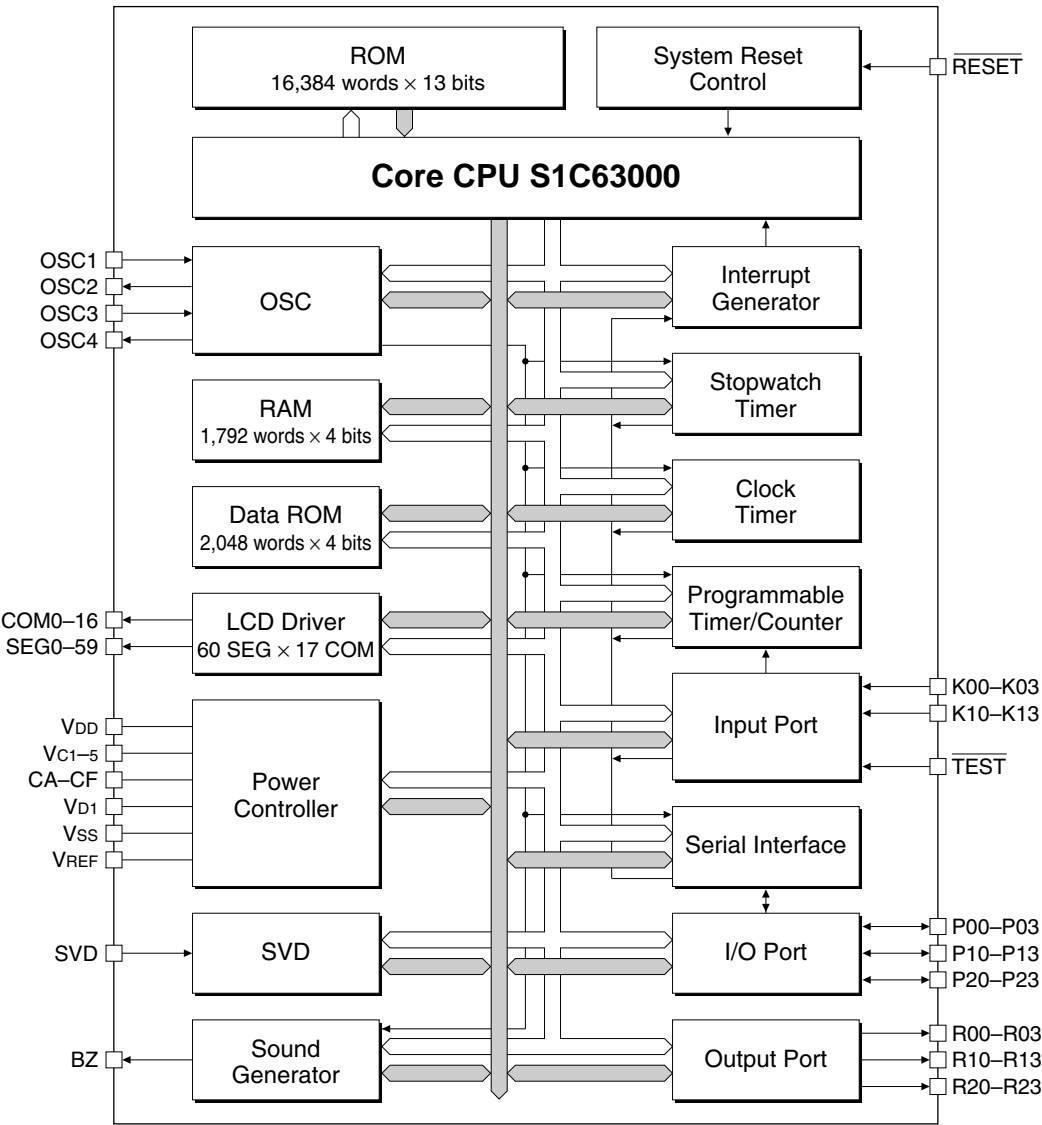 ROM
16,384 words × 13 bits
System Reset
Control
RESET
Core CPU S1C63000
OSC1
OSC2
OSC3
OSC4
OSC
Interrupt
Generator
RAM
1,792 words × 4 bits
Stopwatch
Timer
Data ROM
2,048 words × 4 bits
Clock
Timer
COM0–16
SEG0–59
LCD Driver
60 SEG × 17 COM
Programmable
Timer/Counter
VDD
VC1–5
CA–CF
VD1
VSS
VREF
Power
Controller
Input Port
K00–K03
K10–K13
TEST
Serial Interface
SVD
SVD
I/O Port
P00–P03
P10–P13
P20–P23
BZ
Sound
Generator
Output Port
R00–R03
R10–R13
R20–R23